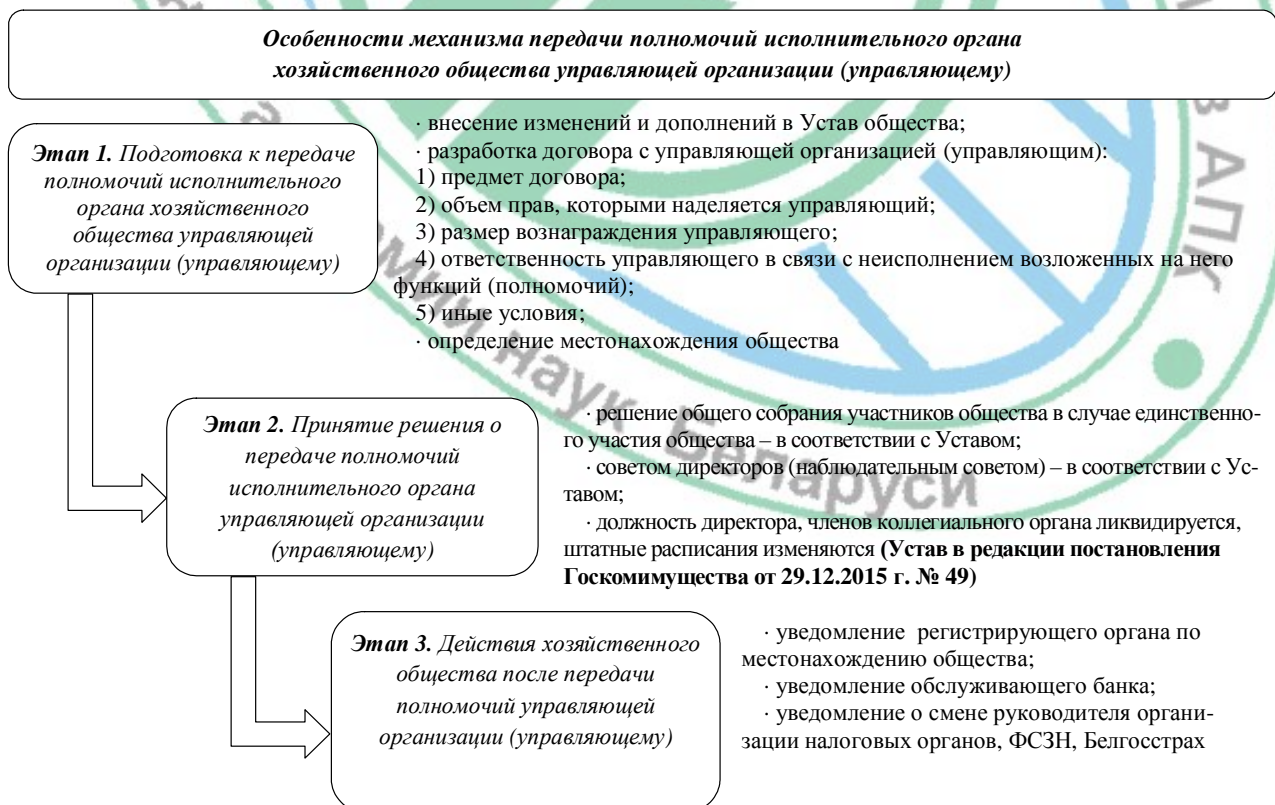 Особенности механизма передачи полномочий исполнительного органа
хозяйственного общества управляющей организации (управляющему)
Этап 1. Подготовка к передаче
полномочий исполнительного
органа хозяйственного
общества управляющей
организации (управляющему)
· внесение изменений и дополнений в Устав общества;
· разработка договора с управляющей организацией (управляющим):
1) предмет договора;
2) объем прав, которыми наделяется управляющий;
3) размер вознаграждения управляющего;
4) ответственность управляющего в связи с неисполнением возложенных на него
функций (полномочий);
5) иные условия;
· определение местонахождения общества
Этап 2. Принятие решения о
передаче полномочий
исполнительного органа
управляющей организации
(управляющему)
· решение общего собрания участников общества в случае единственно-
го участия общества – в соответствии с Уставом;
· советом директоров (наблюдательным советом) – в соответствии с Ус-
тавом;
· должность директора, членов коллегиального органа ликвидируется,
штатные расписания изменяются (Устав в редакции постановления
Госкомимущества от 29.12.2015 г. № 49)
Этап 3. Действия хозяйственного
общества после передачи
полномочий управляющей
организации (управляющему)
· уведомление регистрирующего органа по
местонахождению общества;
· уведомление обслуживающего банка;
· уведомление о смене руководителя органи-
зации налоговых органов, ФСЗН, Белгосстрах
АПК
наук Беларуси